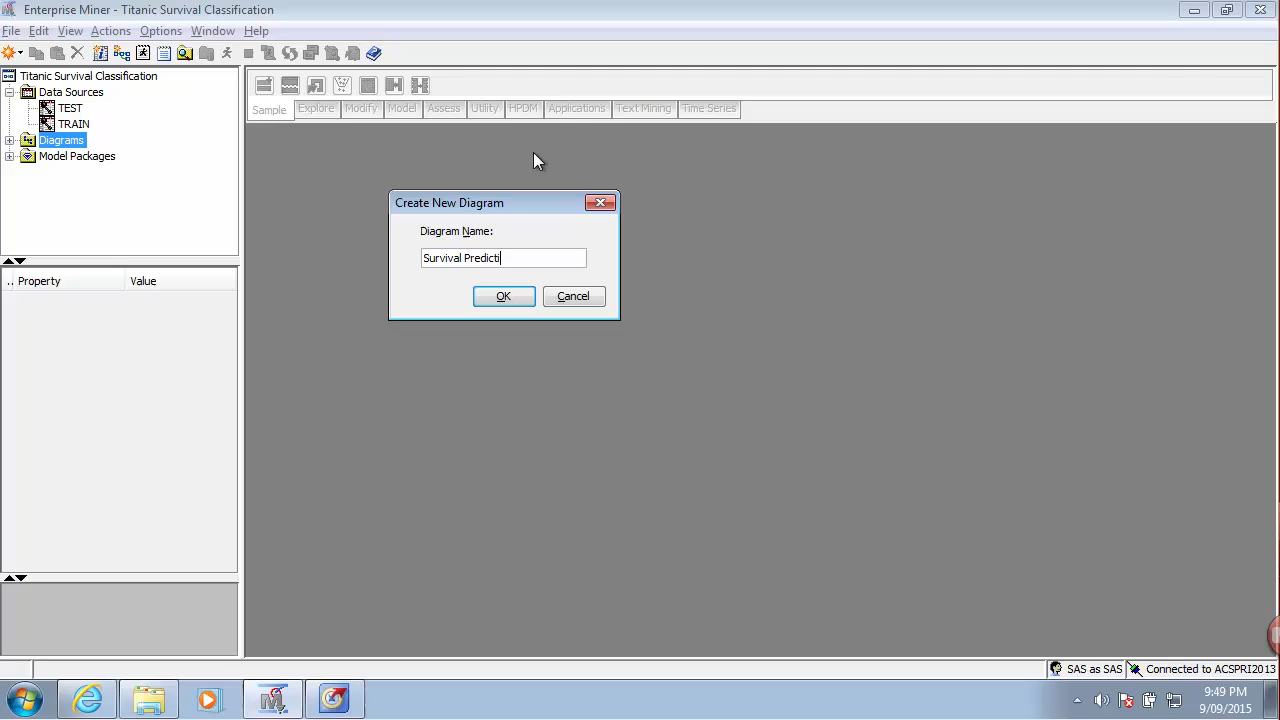 Enterprise Miner - Titanic Survival Classification
File Edit View Actions Options Window Help
Titanic Survival Classification
Data Sources
TEST
TRAIN
Diagrams
Model Packages
Sample Explore Modify Model Assess Utility HPDM Applications Text Mining Time Series
Create New Diagram
Diagram Name:
Survival Predicti
OK Cancel
.. Property Value
SAS as SAS Connected to ACSPRI2013
9:49 PM
9/09/2015